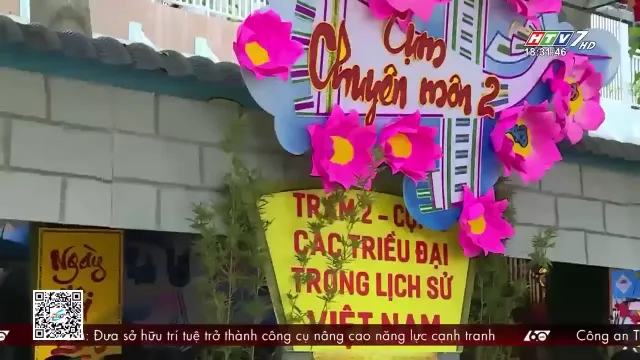 HTV7 HD
18:31:46
Cụm
Chuyên môn 2
TRẠM 2 -
CÁC TRIỀU ĐẠI
TRONG LỊCH SỬ
VIỆT NAM
Ngày
: Đưa sở hữu trí tuệ trở thành công cụ nâng cao năng lực cạnh tranh
60
Công an T